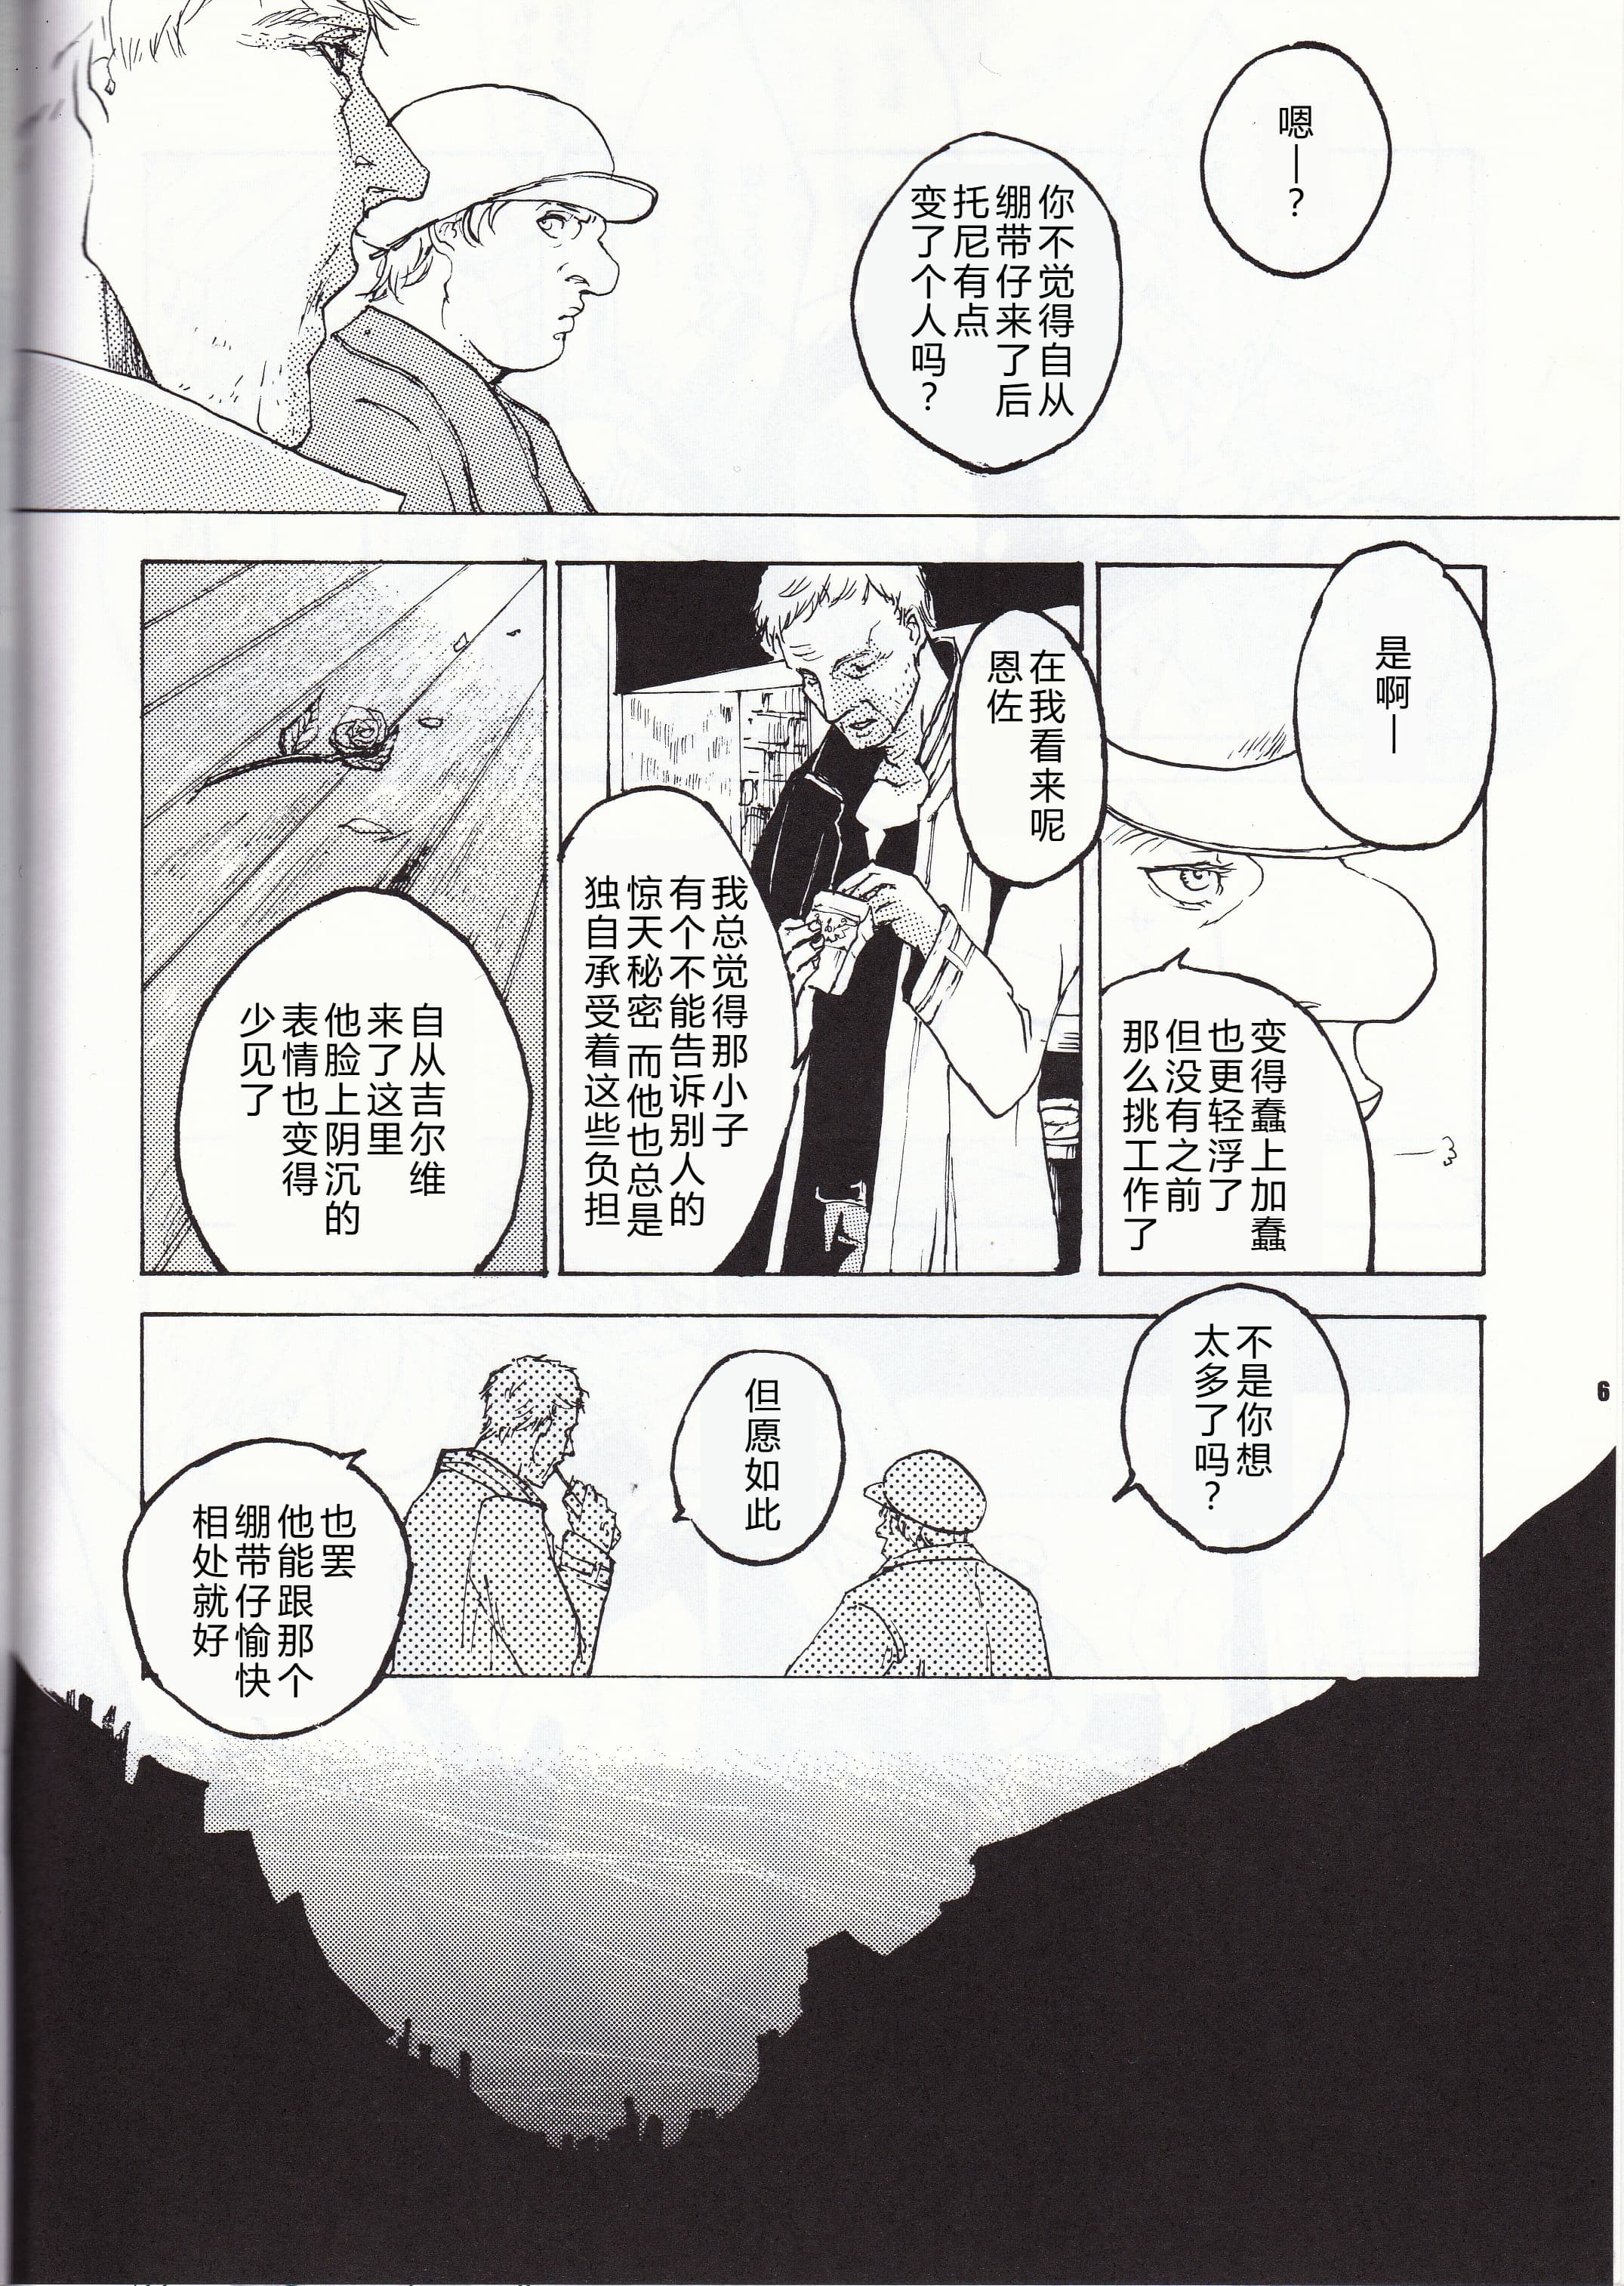 嗯—?
你不觉得自从
绷带仔来了后
托尼有点
变了个人吗?
是啊—
变得蠢上加蠢
也更轻浮了
但没有之前
那么挑工作了
在我看来呢
恩佐
我总觉得那小子
有个不能告诉别人的
惊天秘密 而他也总是
独自承受着这些负担
自从吉尔维
来了这里
他脸上阴沉的
表情也变得
少见了
不是你想
太多了吗?
但愿如此
也罢
他能跟那个
绷带仔愉快
相处就好
6